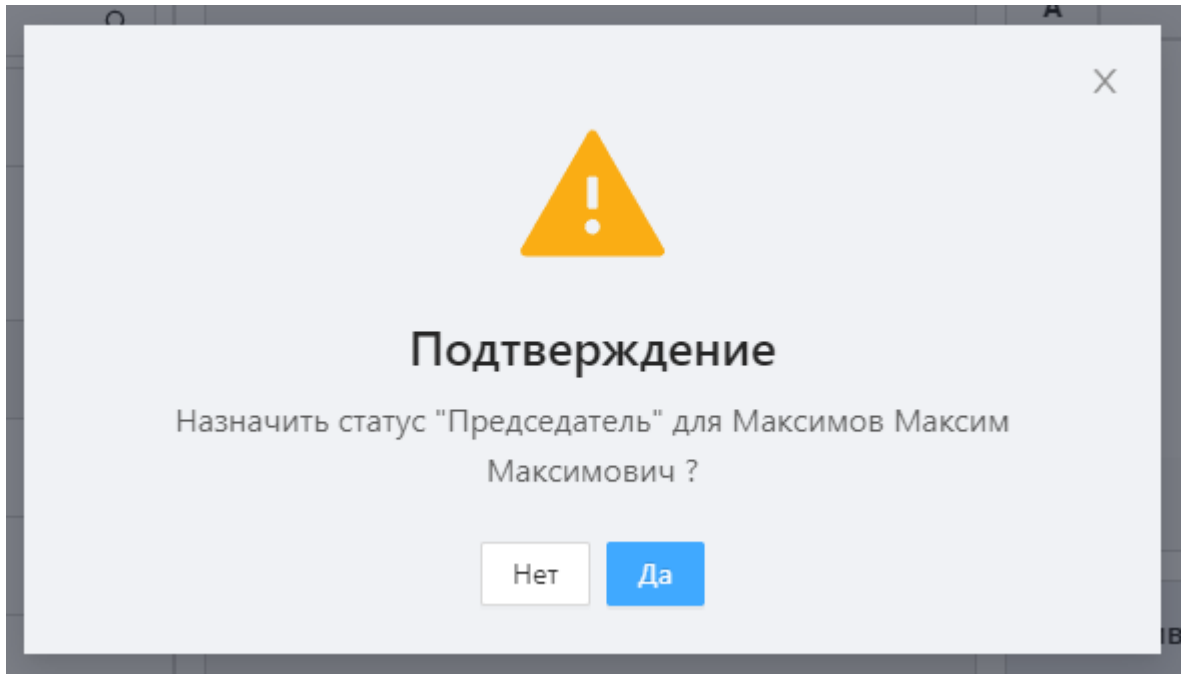 Подтверждение
Назначить статус "Председатель" для Максимов Максим
Максимович ?
Нет
Да